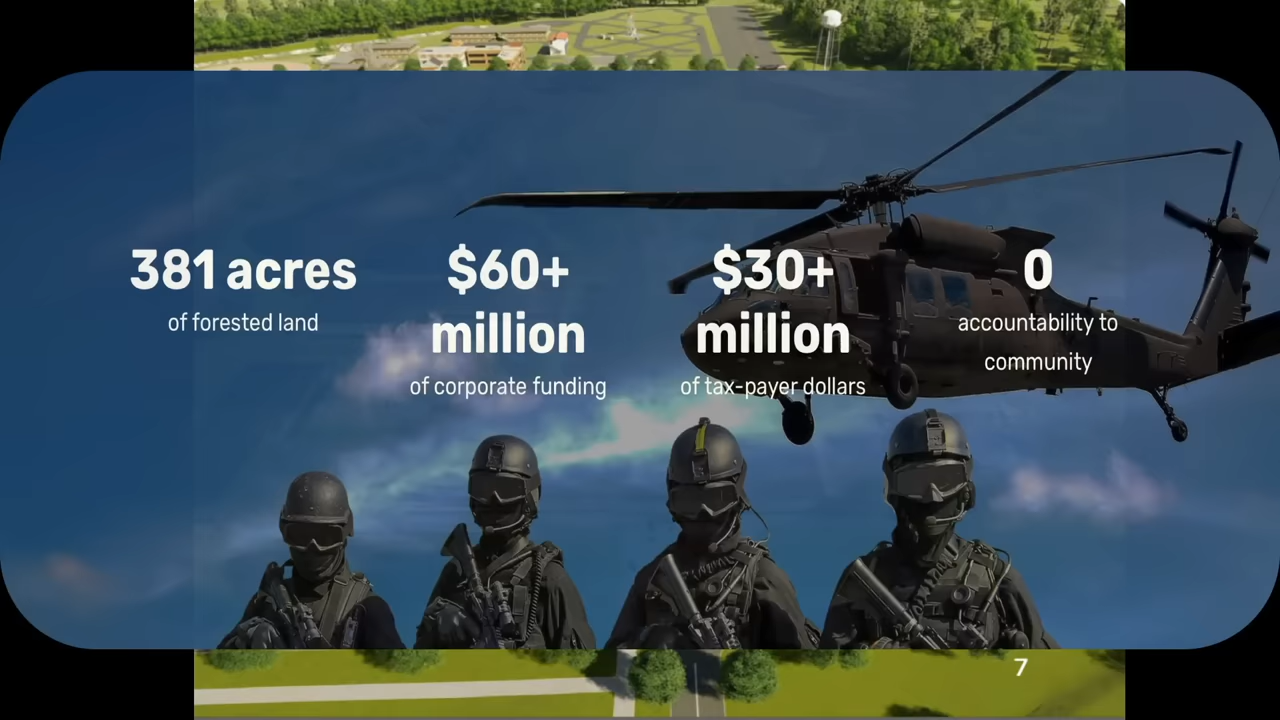 381 acres
of forested land
$60+
million
of corporate funding
$30+
million
of tax-payer dollars
0
accountability to
community
7